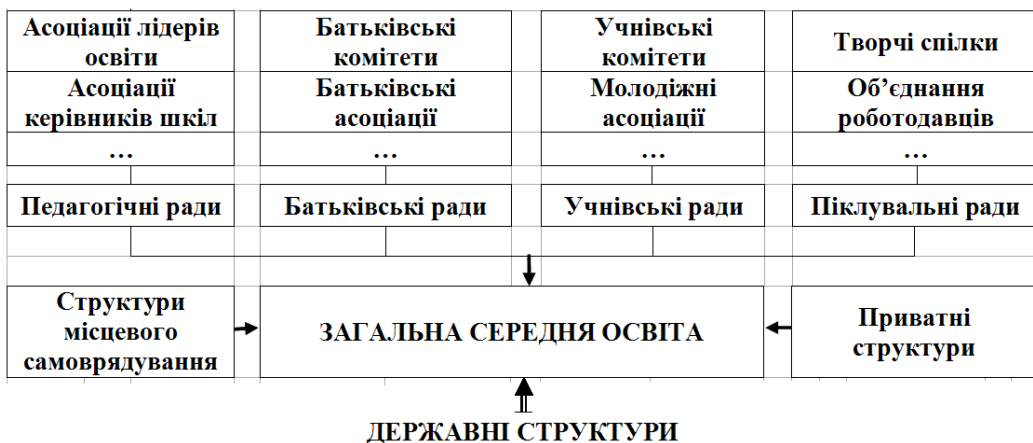 Асоціації лідерів
освіти
Батьківські
комітети
Учнівські
комітети
Творчі спілки
Асоціації
керівників шкіл
Батьківські
асоціації
Молодіжні
асоціації
Об’єднання
роботодавців
…
…
…
…
Педагогічні ради
Батьківські ради
Учнівські ради
Піклувальні ради
Структури
місцевого
самоврядування
ЗАГАЛЬНА СЕРЕДНЯ ОСВІТА
Приватні
структури
ДЕРЖАВНІ СТРУКТУРИ